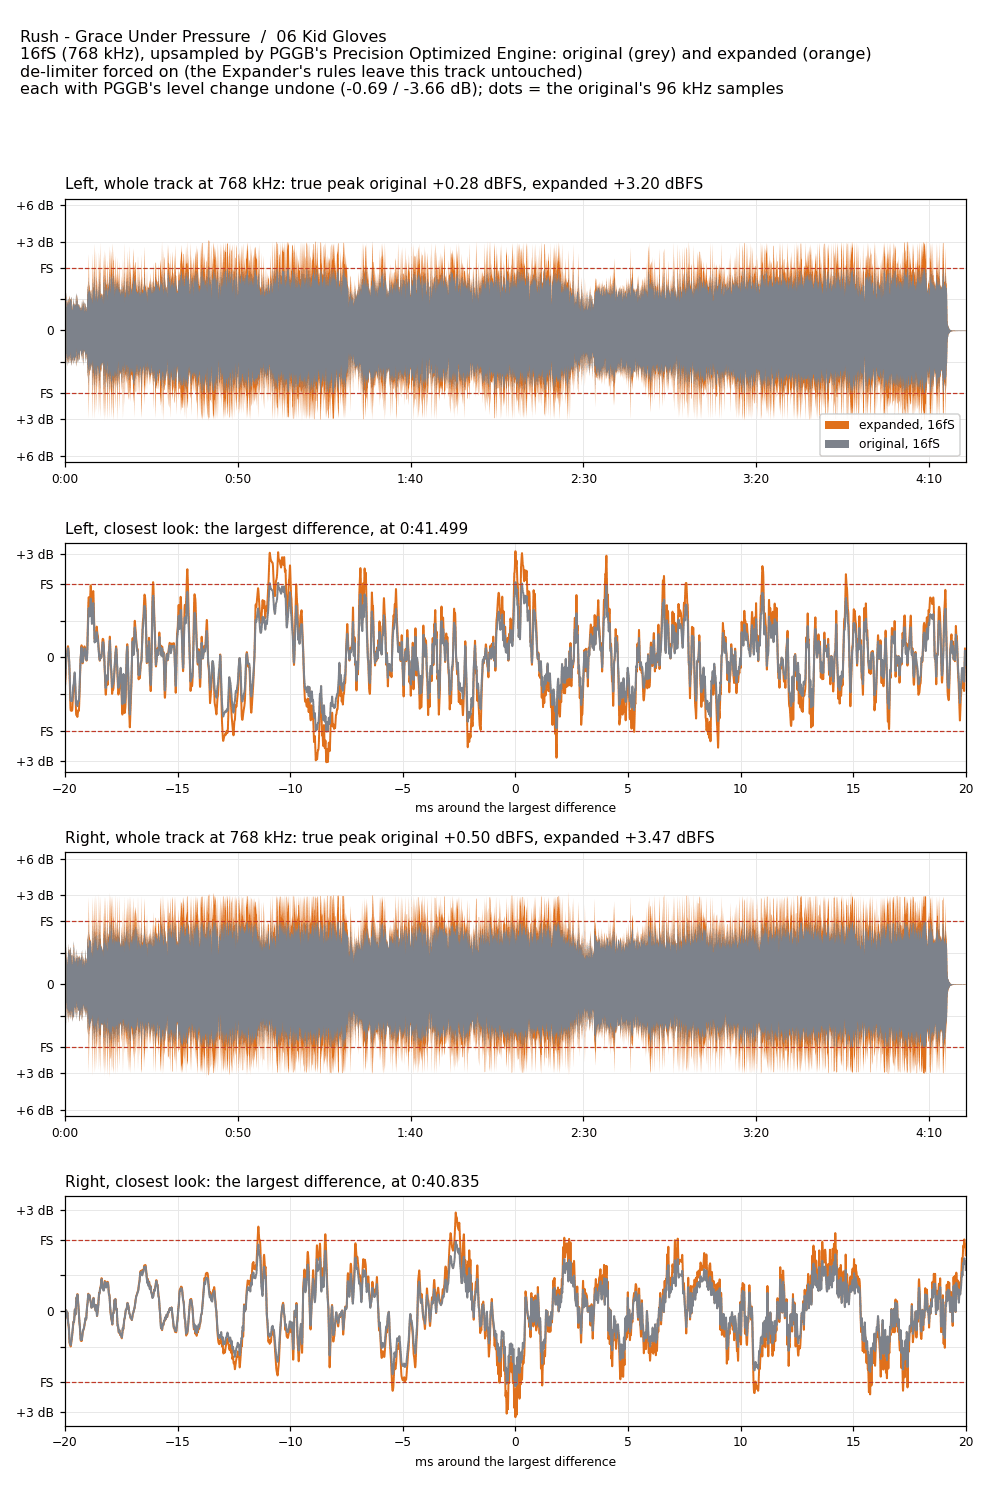 Rush - Grace Under Pressure  /  06 Kid Gloves
16fS (768 kHz), upsampled by PGGB's Precision Optimized Engine: original (grey) and expanded (orange)
de-limiter forced on (the Expander's rules leave this track untouched)
each with PGGB's level change undone (-0.69 / -3.66 dB); dots = the original's 96 kHz samples
Left, whole track at 768 kHz: true peak original +0.28 dBFS, expanded +3.20 dBFS
+6 dB
+3 dB
FS
0
FS
+3 dB
+6 dB
expanded, 16fS
original, 16fS
0:00 0:50 1:40 2:30 3:20 4:10
Left, closest look: the largest difference, at 0:41.499
+3 dB
FS
0
FS
+3 dB
−20 −15 −10 −5 0 5 10 15 20
ms around the largest difference
Right, whole track at 768 kHz: true peak original +0.50 dBFS, expanded +3.47 dBFS
+6 dB
+3 dB
FS
0
FS
+3 dB
+6 dB
0:00 0:50 1:40 2:30 3:20 4:10
Right, closest look: the largest difference, at 0:40.835
+3 dB
FS
0
FS
+3 dB
−20 −15 −10 −5 0 5 10 15 20
ms around the largest difference